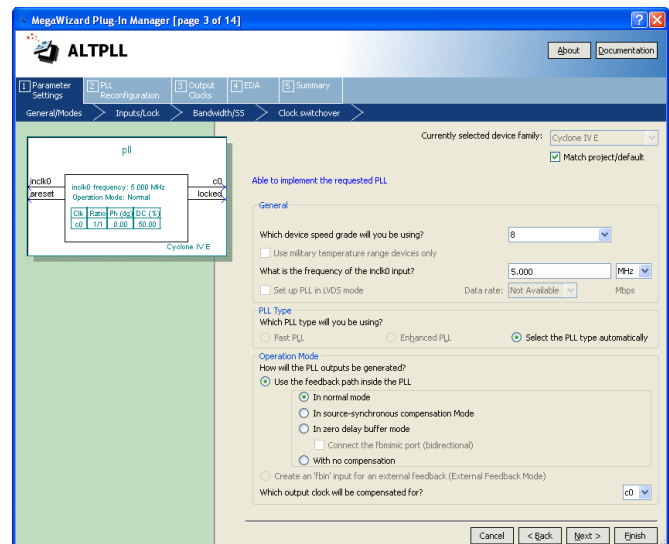 MegaWizard Plug-In Manager [page 3 of 14]
ALTPLL
About Documentation
1 Parameter Settings 2 PLL Reconfiguration 3 Output Clocks 4 EDA 5 Summary
General/Modes Inputs/Lock Bandwidth/SS Clock switchover
pll
inclk0 c0
areset locked
inclk0 frequency: 5.000 MHz
Operation Mode: Normal
Clk Ratio Ph (dg) DC (%)
c0 1/1 0.00 50.00
Cyclone IV E
Currently selected device family: Cyclone IV E
Match project/default
Able to implement the requested PLL
General
Which device speed grade will you be using? 8
Use military temperature range devices only
What is the frequency of the inclk0 input? 5.000 MHz
Set up PLL in LVDS mode Data rate: Not Available Mbps
PLL Type
Which PLL type will you be using?
Fast PLL Enhanced PLL Select the PLL type automatically
Operation Mode
How will the PLL outputs be generated?
Use the feedback path inside the PLL
In normal mode
In source-synchronous compensation Mode
In zero delay buffer mode
Connect the fbmimic port (bidirectional)
With no compensation
Create an 'fbin' input for an external feedback (External Feedback Mode)
Which output clock will be compensated for? c0
Cancel < Back Next > Finish